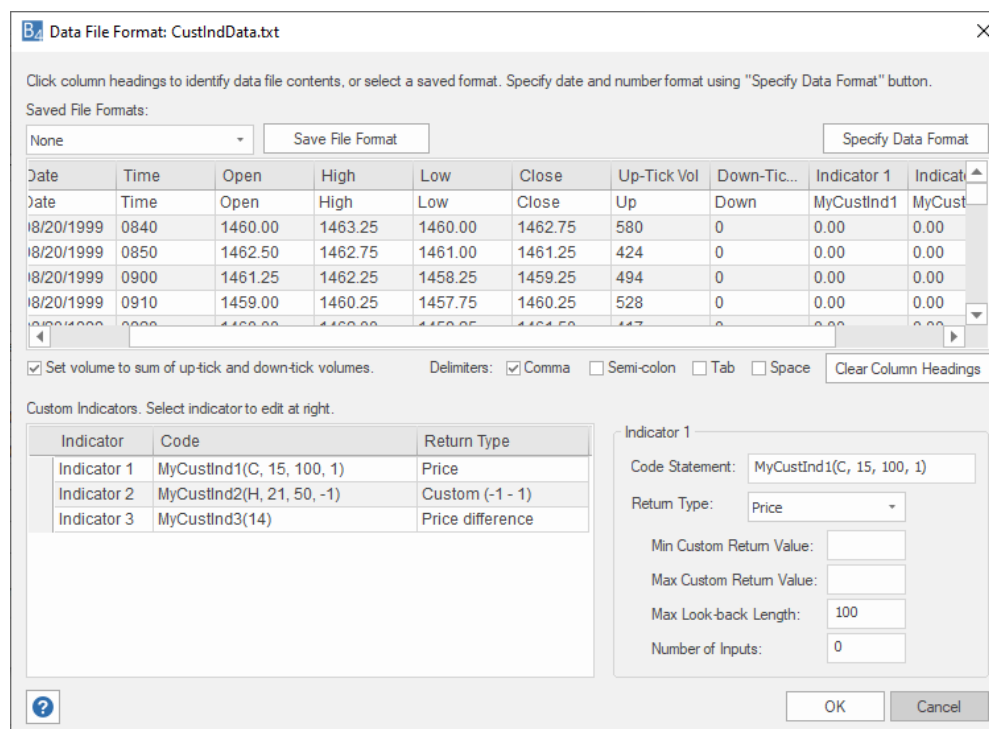 B4 Data File Format: CustIndData.txt
Click column headings to identify data file contents, or select a saved format. Specify date and number format using "Specify Data Format" button.
Saved File Formats:
None Save File Format Specify Data Format
Date Time Open High Low Close Up-Tick Vol Down-Tic... Indicator 1
Date Time Open High Low Close Up Down MyCustInd1 MyCust
08/20/1999 0840 1460.00 1463.25 1460.00 1462.75 580 0 0.00 0.00
08/20/1999 0850 1462.50 1462.75 1461.00 1461.25 424 0 0.00 0.00
08/20/1999 0900 1461.25 1462.25 1458.25 1459.25 494 0 0.00 0.00
08/20/1999 0910 1459.00 1460.25 1457.75 1460.25 528 0 0.00 0.00
Set volume to sum of up-tick and down-tick volumes. Delimiters: Comma Semi-colon Tab Space Clear Column Headings
Custom Indicators. Select indicator to edit at right.
Indicator Code Return Type
Indicator 1 MyCustInd1(C, 15, 100, 1) Price
Indicator 2 MyCustInd2(H, 21, 50, -1) Custom (-1 - 1)
Indicator 3 MyCustInd3(14) Price difference
Indicator 1
Code Statement: MyCustInd1(C, 15, 100, 1)
Return Type: Price
Min Custom Return Value:
Max Custom Return Value:
Max Look-back Length: 100
Number of Inputs: 0
? OK Cancel